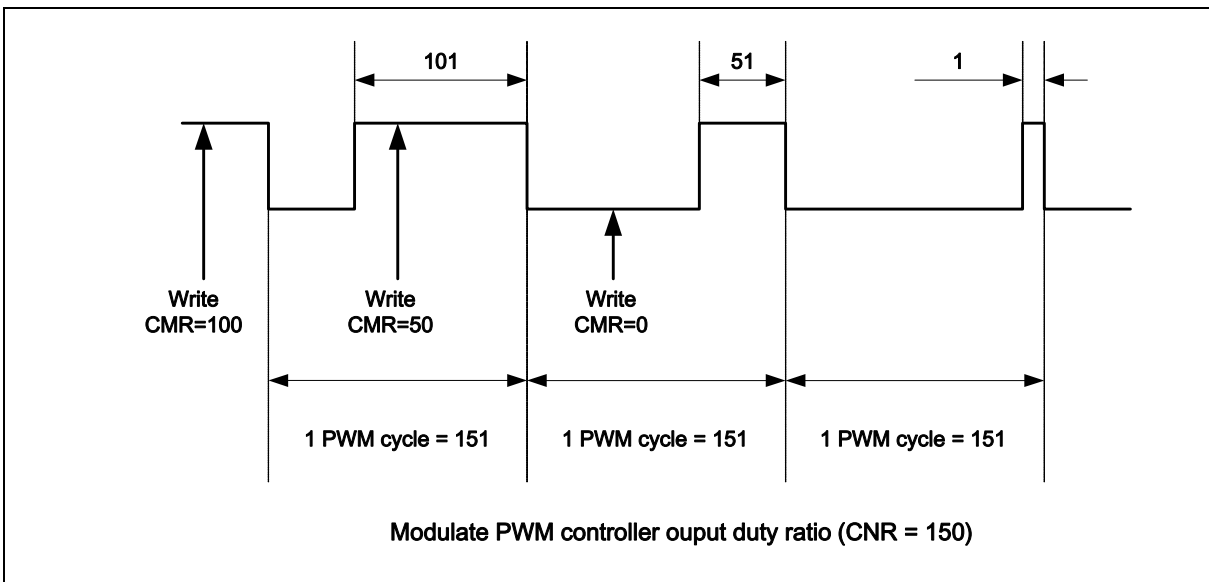 101
51
1
Write
CMR=100
Write
CMR=50
Write
CMR=0
1 PWM cycle = 151
1 PWM cycle = 151
1 PWM cycle = 151
Modulate PWM controller ouput duty ratio (CNR = 150)